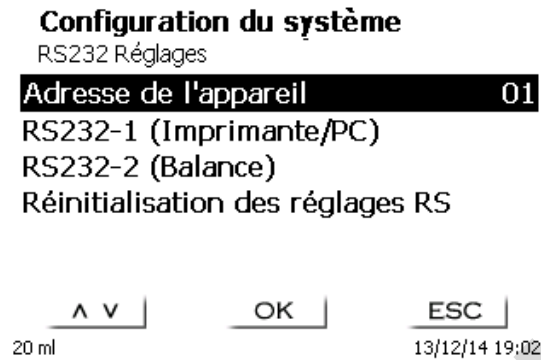 Configuration du système
RS232 Réglages
Adresse de l'appareil 01
RS232-1 (Imprimante/PC)
RS232-2 (Balance)
Réinitialisation des réglages RS
∧ ∨ OK ESC
20 ml 13/12/14 19:02